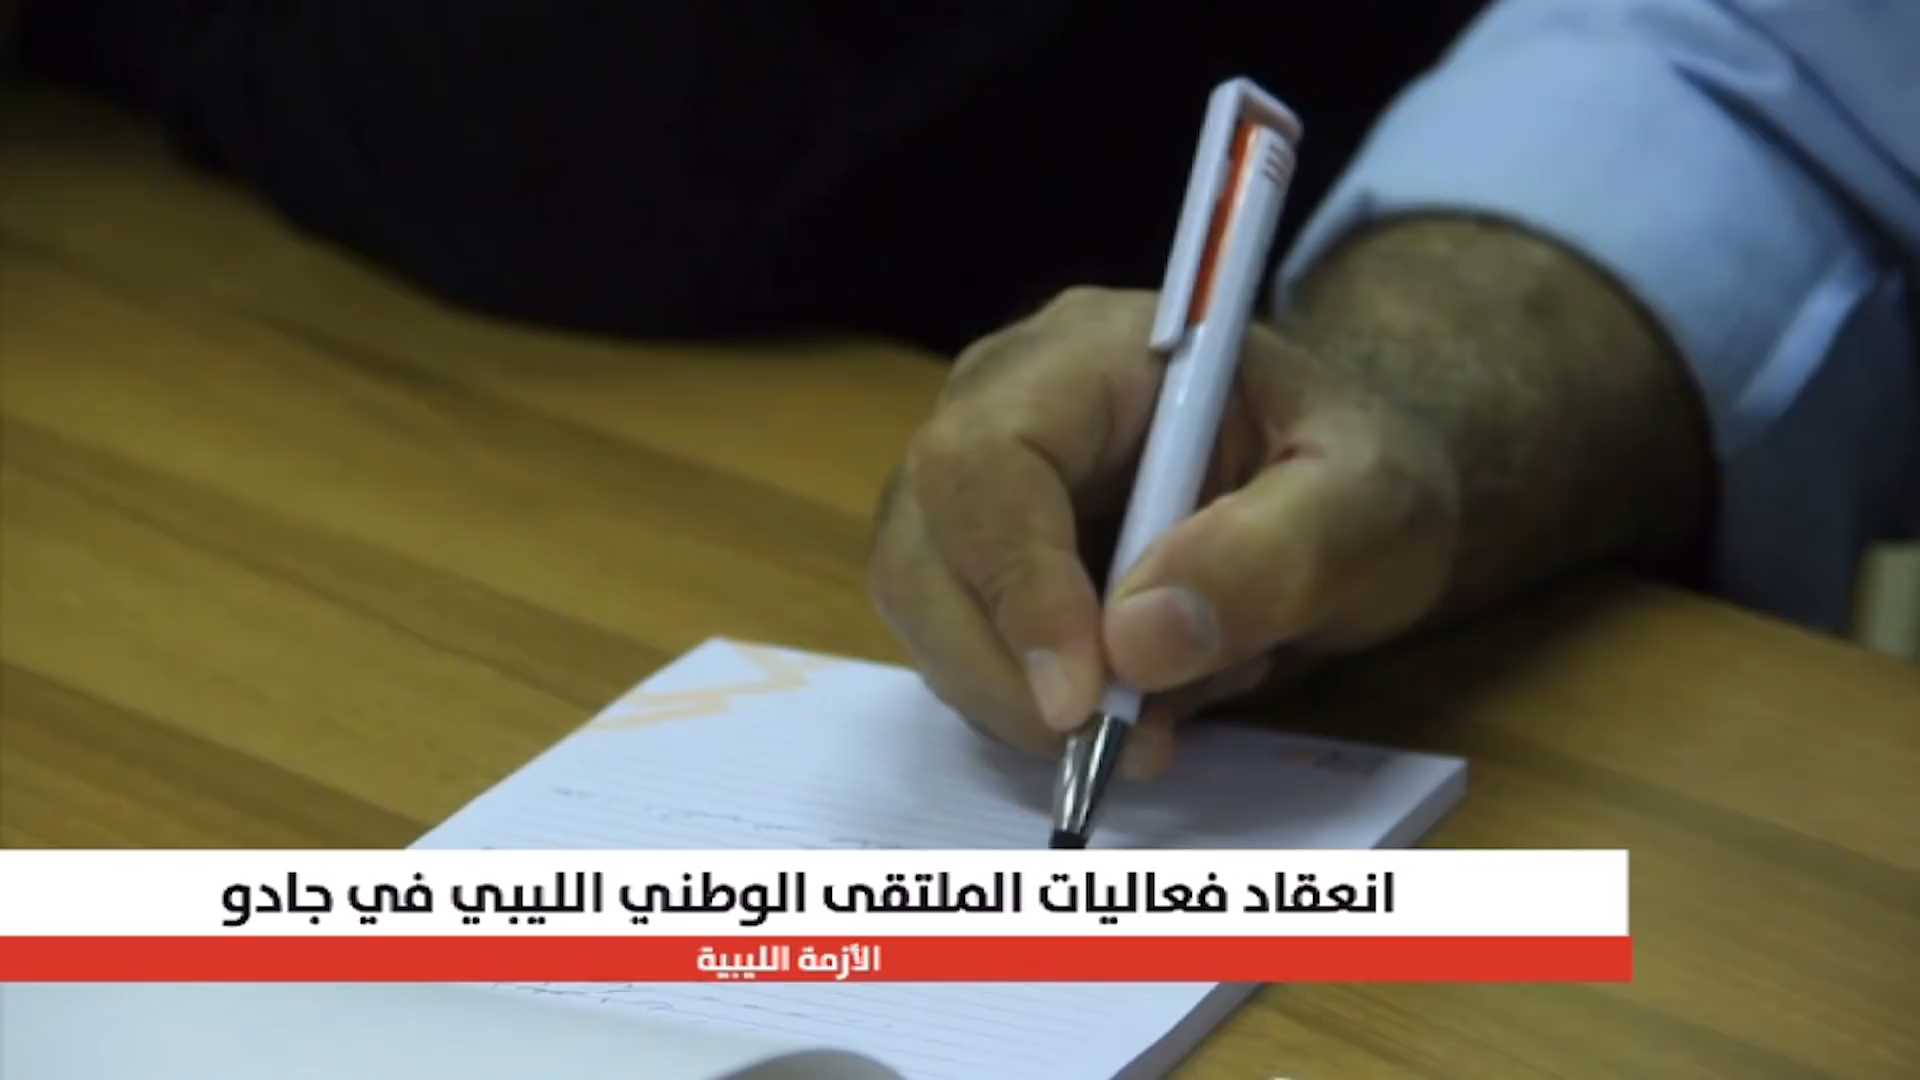 انعقاد فعاليات الملتقى الوطني الليبي في جادو
الأزمة الليبية